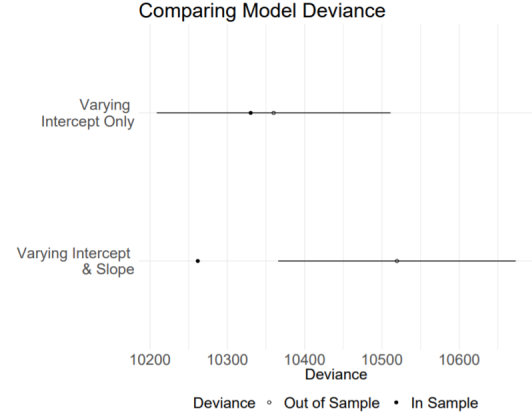 Comparing Model Deviance
Varying
Intercept Only
Varying Intercept
& Slope
10200 10300 10400 10500 10600
Deviance
Deviance Out of Sample In Sample